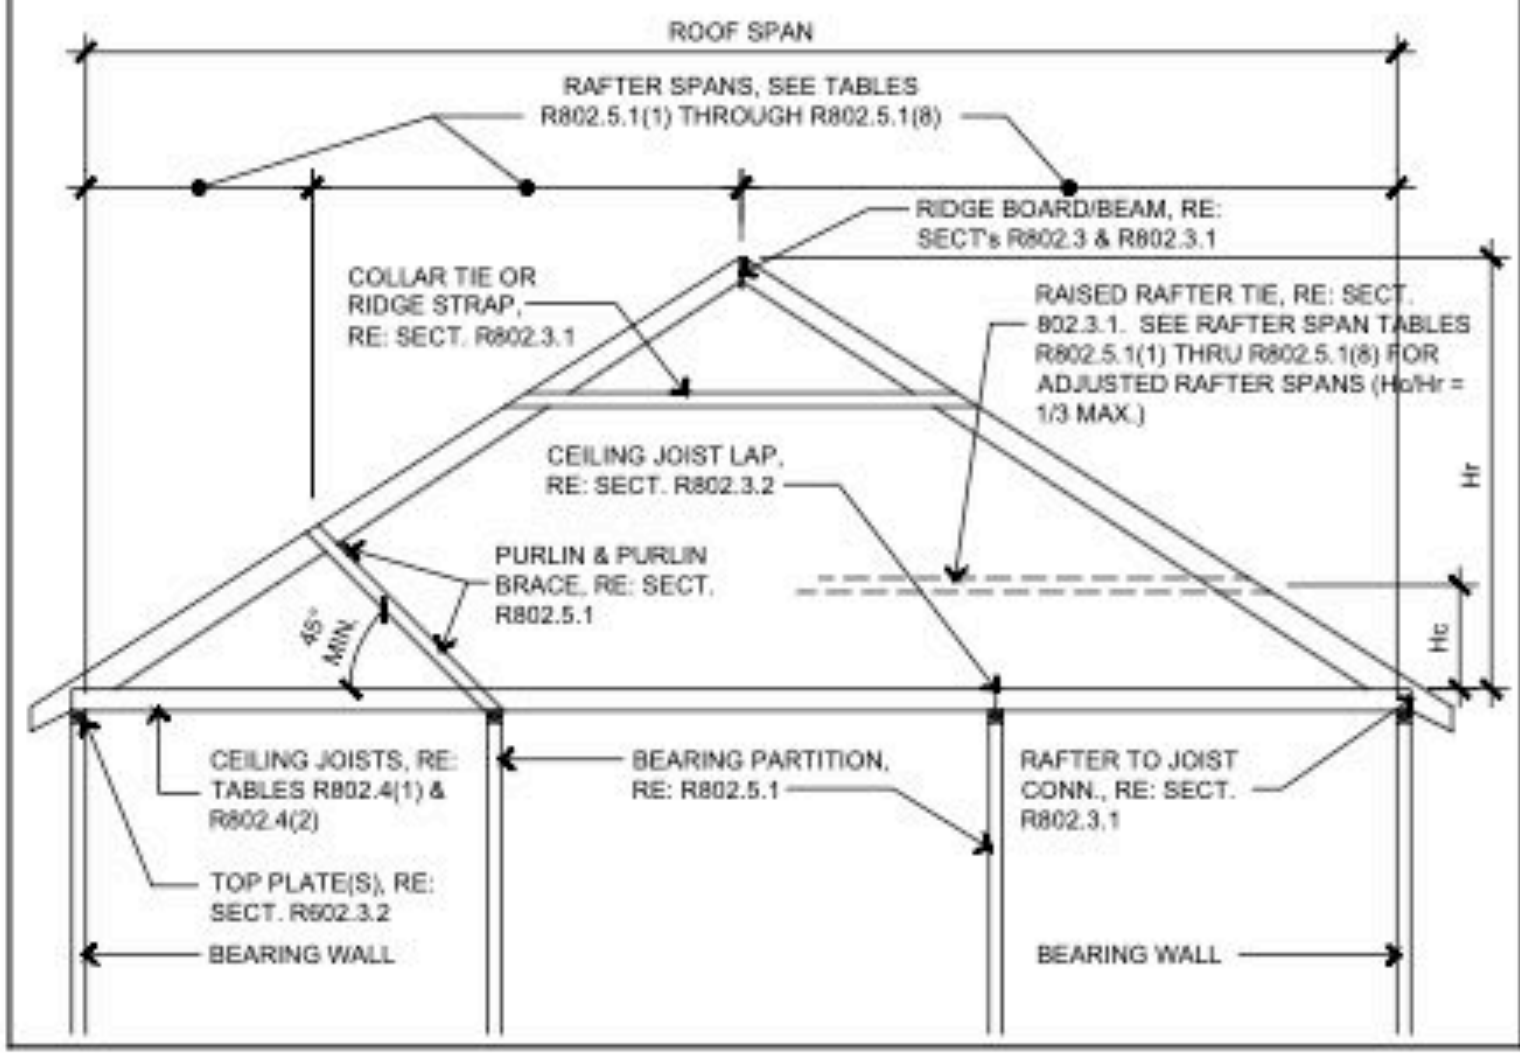 ROOF SPAN
RAFTER SPANS, SEE TABLES
R802.5.1(1) THROUGH R802.5.1(8)
RIDGE BOARD/BEAM, RE:
SECT's R802.3 & R802.3.1
COLLAR TIE OR
RIDGE STRAP,
RE: SECT. R802.3.1
RAISED RAFTER TIE, RE: SECT.
802.3.1. SEE RAFTER SPAN TABLES
R802.5.1(1) THRU R802.5.1(8) FOR
ADJUSTED RAFTER SPANS (Hc/Hr =
1/3 MAX.)
CEILING JOIST LAP,
RE: SECT. R802.3.2
Hr
PURLIN & PURLIN
BRACE, RE: SECT.
R802.5.1
45°
MIN.
Hc
CEILING JOISTS, RE:
TABLES R802.4(1) &
R802.4(2)
BEARING PARTITION,
RE: R802.5.1
RAFTER TO JOIST
CONN., RE: SECT.
R802.3.1
TOP PLATE(S), RE:
SECT. R602.3.2
BEARING WALL
BEARING WALL